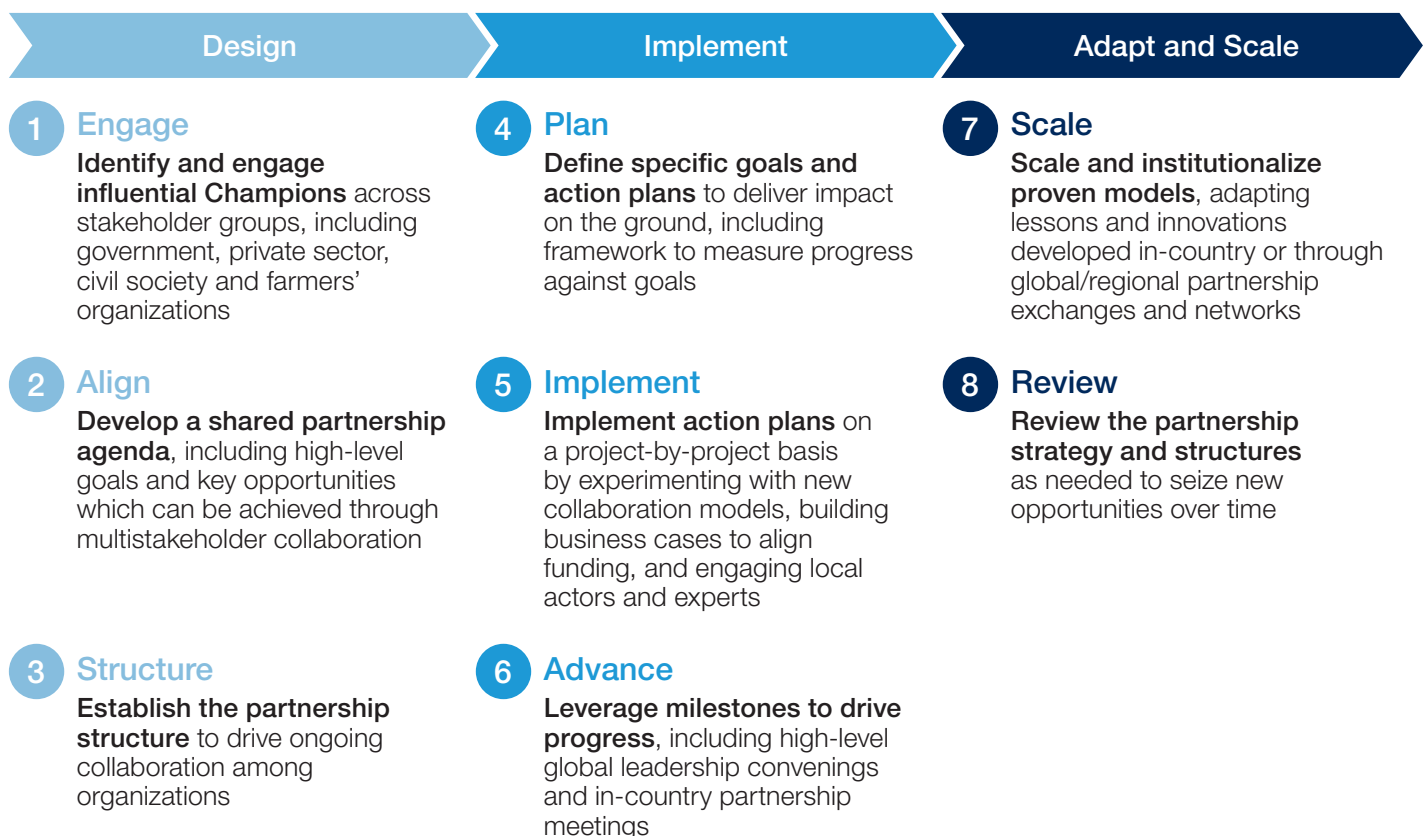 Design
Implement
Adapt and Scale
1 Engage
Identify and engage
influential Champions across
stakeholder groups, including
government, private sector,
civil society and farmers’
organizations
2 Align
Develop a shared partnership
agenda, including high-level
goals and key opportunities
which can be achieved through
multistakeholder collaboration
3 Structure
Establish the partnership
structure to drive ongoing
collaboration among
organizations
4 Plan
Define specific goals and
action plans to deliver impact
on the ground, including
framework to measure progress
against goals
5 Implement
Implement action plans on
a project-by-project basis
by experimenting with new
collaboration models, building
business cases to align
funding, and engaging local
actors and experts
6 Advance
Leverage milestones to drive
progress, including high-level
global leadership convenings
and in-country partnership
meetings
7 Scale
Scale and institutionalize
proven models, adapting
lessons and innovations
developed in-country or through
global/regional partnership
exchanges and networks
8 Review
Review the partnership
strategy and structures
as needed to seize new
opportunities over time